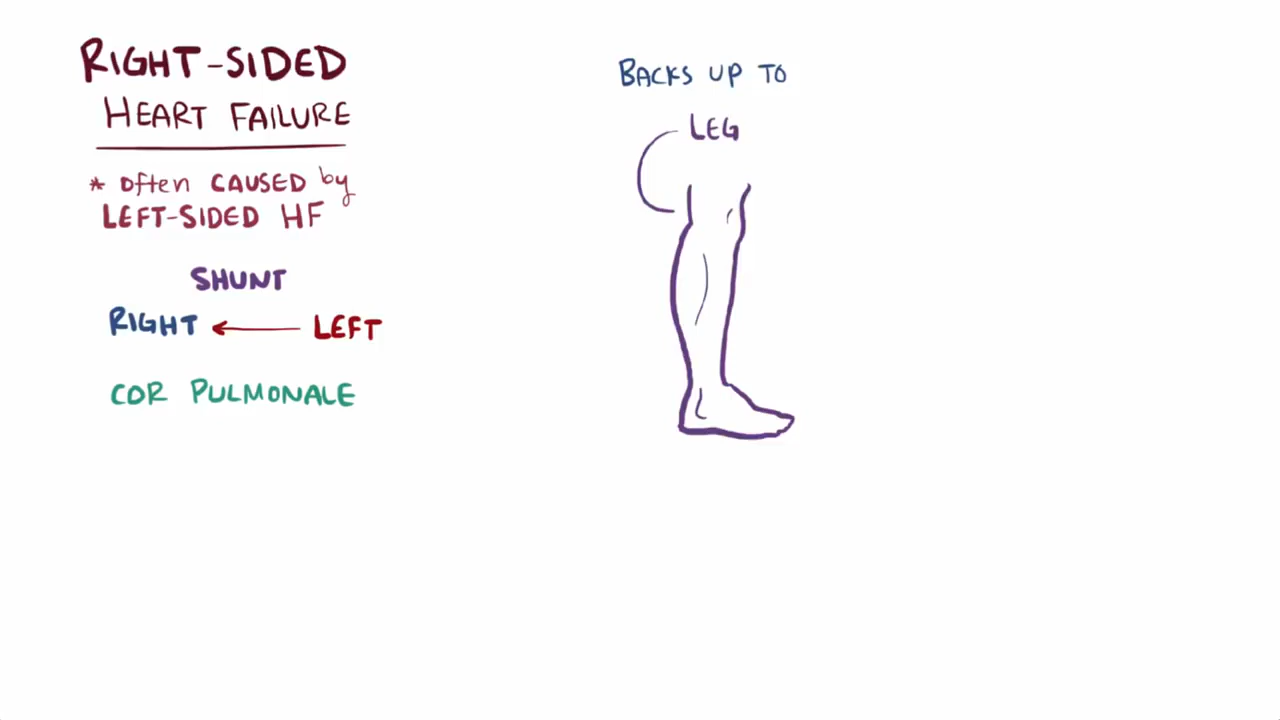 RIGHT-SIDED
HEART FAILURE
* often CAUSED by
LEFT-SIDED HF
SHUNT
RIGHT ← LEFT
COR PULMONALE
BACKS UP TO
LEG